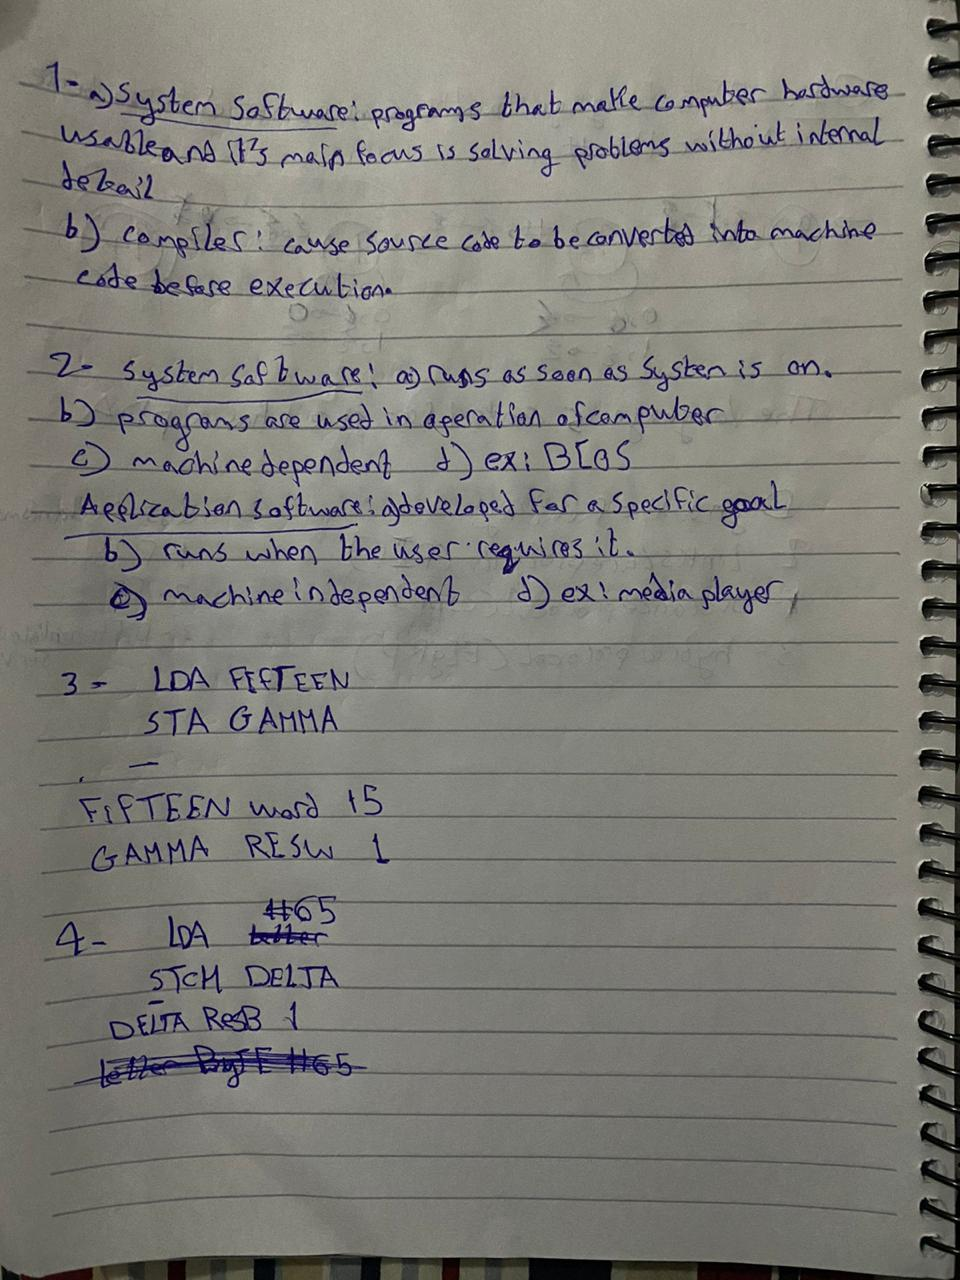 1- a) System Software: programs that make computer hardware
usable and it's main focus is solving problems without internal
detail
b) compiler: cause source code to be converted into machine
code before execution.
2- System Software: a) runs as soon as System is on.
b) programs are used in operation of computer
c) machine dependent d) ex: BIOS
Application software: a) developed for a specific goal
b) runs when the user requires it.
c) machine independent d) ex: media player
3- LDA FIFTEEN
STA GAMMA
—
FIFTEEN word 15
GAMMA RESW 1
#65
4- LDA letter
STCH DELTA
–
DELTA ResB 1
letter BytE #65